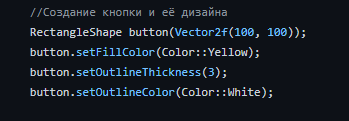 //Создание кнопки и её дизайна
RectangleShape button(Vector2f(100, 100));
button.setFillColor(Color::Yellow);
button.setOutlineThickness(3);
button.setOutlineColor(Color::White);